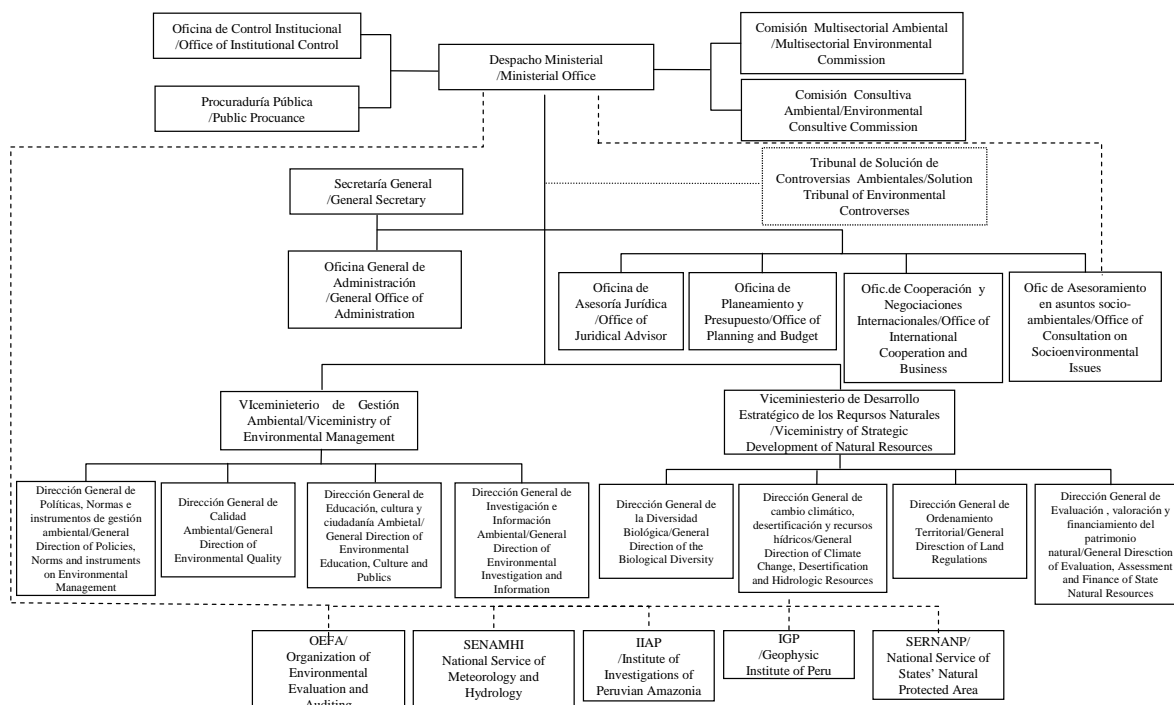 Oficina de Control Institucional
/Office of Institutional Control
Procuraduría Pública
/Public Procuance
Despacho Ministerial
/Ministerial Office
Comisión Multisectorial Ambiental
/Multisectorial Environmental
Commission
Comisión Consultiva
Ambiental/Environmental
Consultive Commission
Tribunal de Solución de
Controversias Ambientales/Solution
Tribunal of Environmental
Controverses
Secretaría General
/General Secretary
Oficina General de
Administración
/General Office of
Administration
Oficina de
Asesoría Jurídica
/Office of
Juridical Advisor
Oficina de
Planeamiento y
Presupuesto/Office of
Planning and Budget
Ofic.de Cooperación y
Negociaciones
Internacionales/Office of
International
Cooperation and
Business
Ofic de Asesoramiento
en asuntos socio-
ambientales/Office of
Consultation on
Socioenvironmental
Issues
VIceminieterio de Gestión
Ambiental/Viceministry of
Environmental Management
Viceminiesterio de Desarrollo
Estratégico de los Reqursos Naturales
/Viceministry of Strategic
Development of Natural Resources
Dirección General de
Políticas, Normas e
instrumentos de gestión
ambiental/General
Direction of Policies,
Norms and instruments
on Environmental
Management
Dirección General de
Calidad
Ambiental/General
Direction of
Environmental Quality
Dirección General de
Educación, cultura y
ciudadanía Ambietal/
General Direction of
Environmental
Education, Culture and
Publics
Dirección General de
Investigación e
Información
Ambiental/General
Direction of
Environmental
Investigation and
Information
Dirección General de
la Diversidad
Biológica/General
Direction of the
Biological Diversity
Dirección General de
cambio climático,
desertificación y recursos
hídricos/General
Direction of Climate
Change, Desertification
and Hidrologic Resources
Dirección General de
Ordenamiento
Territorial/General
Diresction of Land
Regulations
Dirección General de
Evaluación , valoración y
financiamiento del
patrimonio
natural/General Diresction
of Evaluation, Assessment
and Finance of State
Natural Resources
OEFA/
Organization of
Environmental
Evaluation and
Auditing
SENAMHI
National Service of
Meteorology and
Hydrology
IIAP
/Institute of
Investigations of
Peruvian Amazonia
IGP
/Geophysic
Institute of Peru
SERNANP/
National Service of
States' Natural
Protected Area